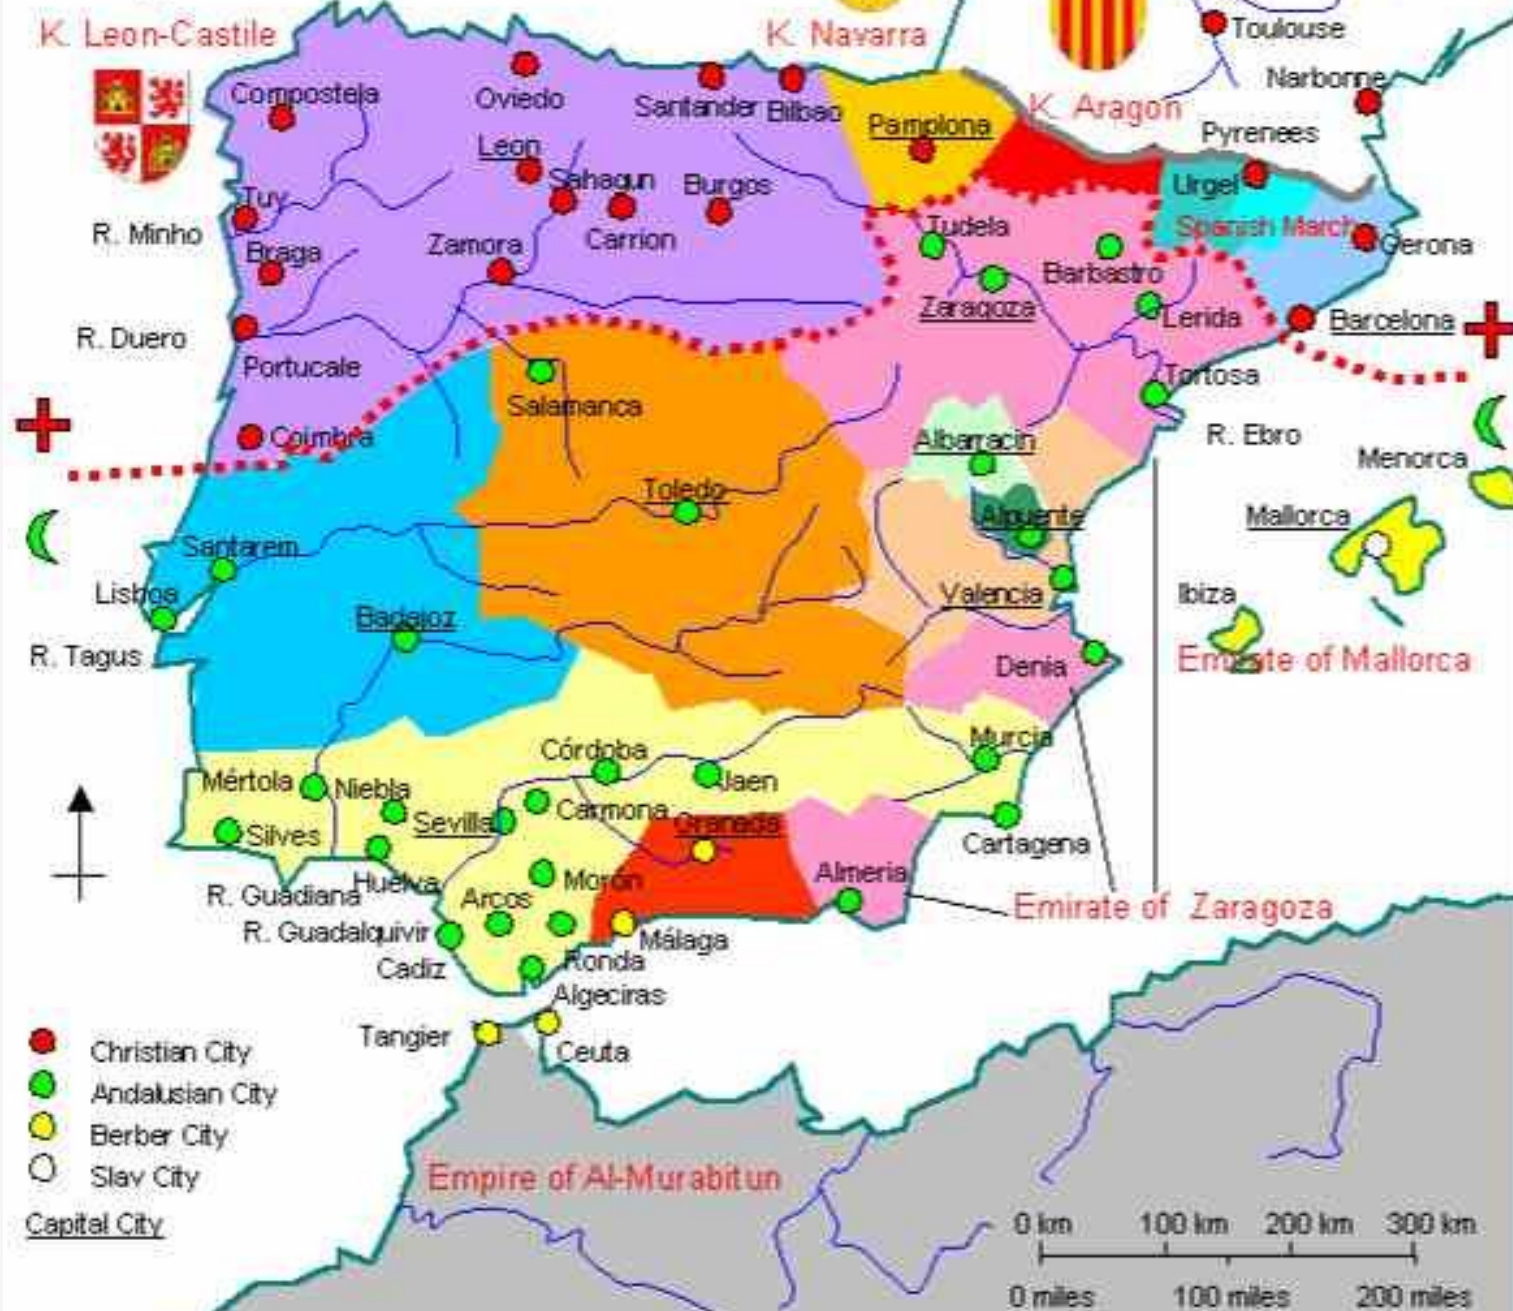 K. Leon-Castile
K. Navarra
Toulouse
Narbonne
K. Aragon
Compostela
Oviedo
Santander
Bilbao
Pamplona
Pyrenees
Leon
Sahagun
Burgos
Urgel
Tuy
R. Minho
Carrion
Tudela
Spanish March
Gerona
Braga
Zamora
Barbastro
Zaragoza
Lerida
Barcelona
R. Duero
Portucale
Tortosa
Salamanca
Coimbra
Albarracin
R. Ebro
Menorca
Toledo
Alpuente
Mallorca
Santarem
Lisboa
Valencia
Ibiza
Badajoz
R. Tagus
Denia
Emirate of Mallorca
Córdoba
Murcia
Mértola
Niebla
Jaen
Sevilla
Carmona
Granada
Silves
Cartagena
Huelva
Morón
Almeria
R. Guadiana
Arcos
Emirate of Zaragoza
R. Guadalquivir
Málaga
Cadiz
Ronda
Algeciras
Tangier
Ceuta
Christian City
Andalusian City
Berber City
Slav City
Capital City
Empire of Al-Murabitun
0 km 100 km 200 km 300 km
0 miles 100 miles 200 miles